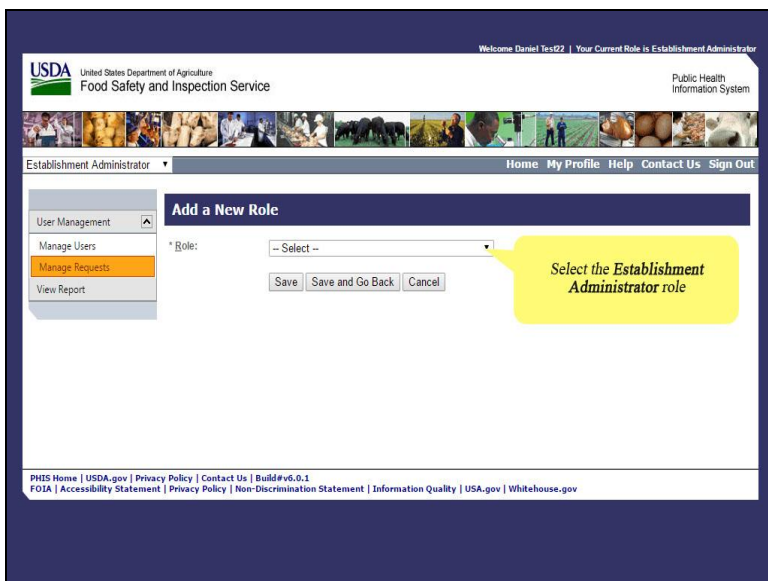 Welcome Daniel Test22 | Your Current Role is Establishment Administrator
USDA
United States Department of Agriculture
Food Safety and Inspection Service
Public Health
Information System
Establishment Administrator
Home My Profile Help Contact Us Sign Out
User Management
Manage Users
Manage Requests
View Report
Add a New Role
* Role:
-- Select --
Save Save and Go Back Cancel
Select the Establishment
Administrator role
PHIS Home | USDA.gov | Privacy Policy | Contact Us | Build#v6.0.1
FOIA | Accessibility Statement | Privacy Policy | Non-Discrimination Statement | Information Quality | USA.gov | Whitehouse.gov